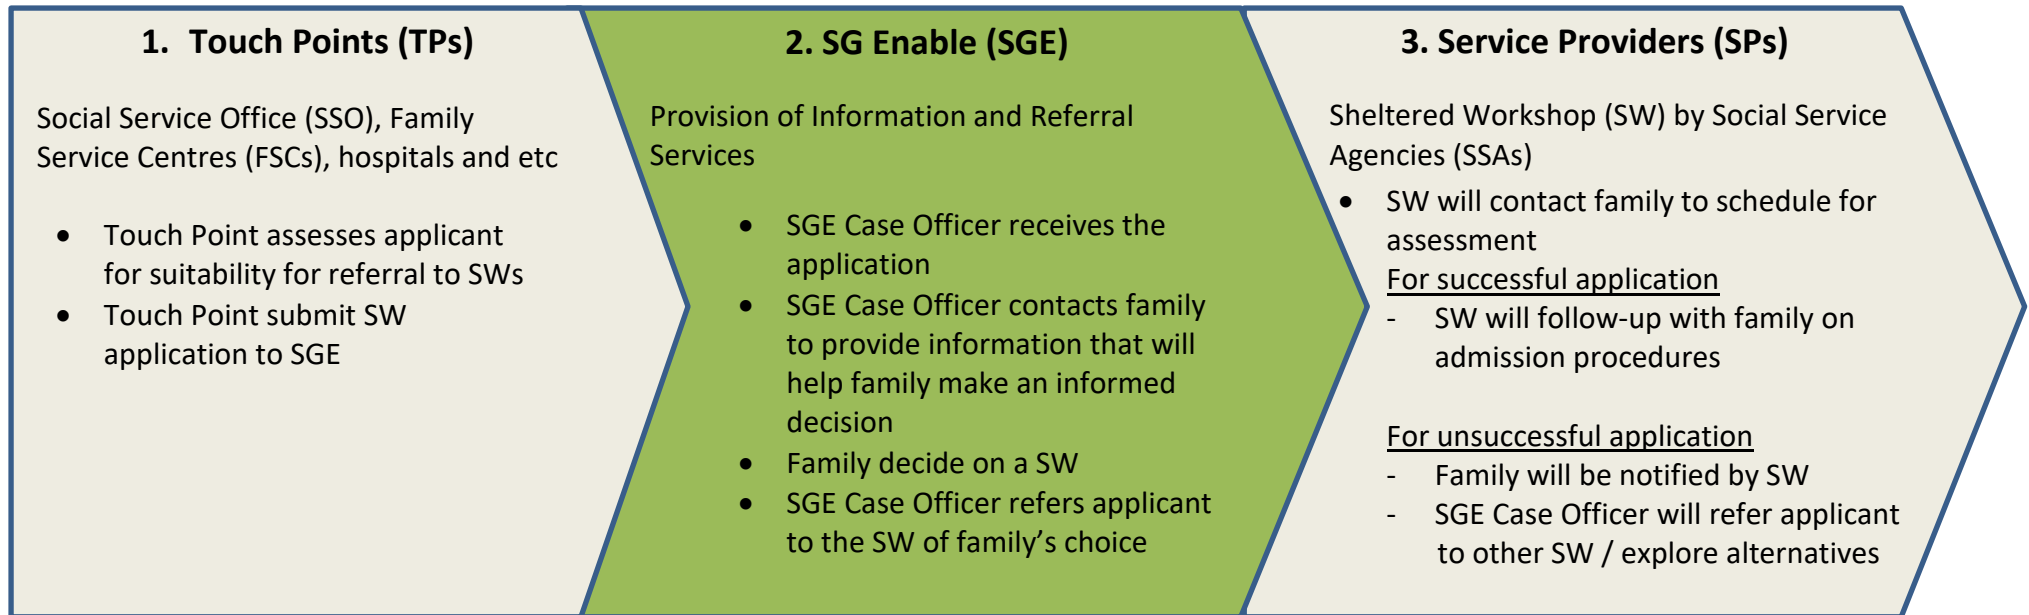 1. Touch Points (TPs)
Social Service Office (SSO), Family
Service Centres (FSCs), hospitals and etc
• Touch Point assesses applicant
for suitability for referral to SWs
• Touch Point submit SW
application to SGE
2. SG Enable (SGE)
Provision of Information and Referral
Services
• SGE Case Officer receives the
application
• SGE Case Officer contacts family
to provide information that will
help family make an informed
decision
• Family decide on a SW
• SGE Case Officer refers applicant
to the SW of family’s choice
3. Service Providers (SPs)
Sheltered Workshop (SW) by Social Service
Agencies (SSAs)
• SW will contact family to schedule for
assessment
For successful application
- SW will follow-up with family on
admission procedures
For unsuccessful application
- Family will be notified by SW
- SGE Case Officer will refer applicant
to other SW / explore alternatives